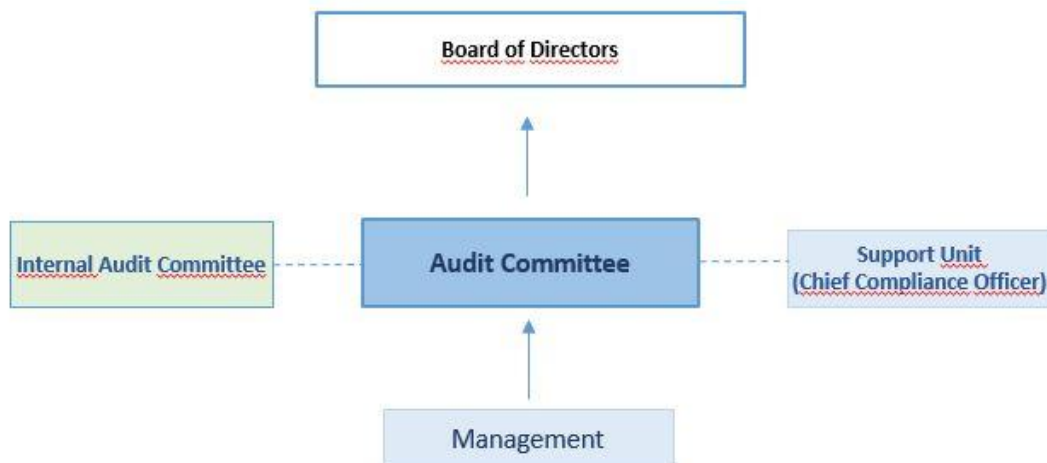 Board of Directors
Internal Audit Committee
Audit Committee
Support Unit
(Chief Compliance Officer)
Management